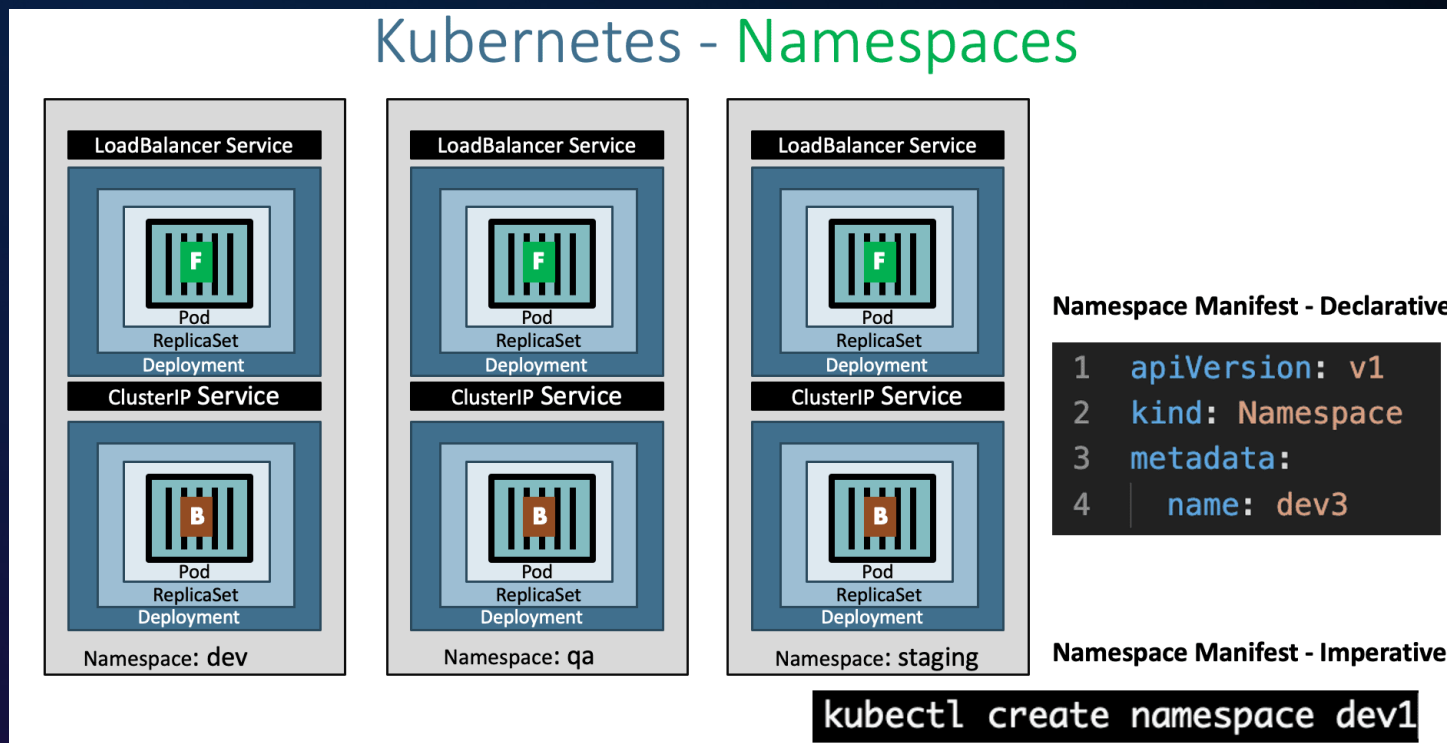 Kubernetes - Namespaces
LoadBalancer Service
F
Pod
ReplicaSet
Deployment
ClusterIP Service
B
Pod
ReplicaSet
Deployment
Namespace: dev
LoadBalancer Service
F
Pod
ReplicaSet
Deployment
ClusterIP Service
B
Pod
ReplicaSet
Deployment
Namespace: qa
LoadBalancer Service
F
Pod
ReplicaSet
Deployment
ClusterIP Service
B
Pod
ReplicaSet
Deployment
Namespace: staging
Namespace Manifest - Declarative
1 apiVersion: v1
2 kind: Namespace
3 metadata:
4 name: dev3
Namespace Manifest - Imperative
kubectl create namespace dev1